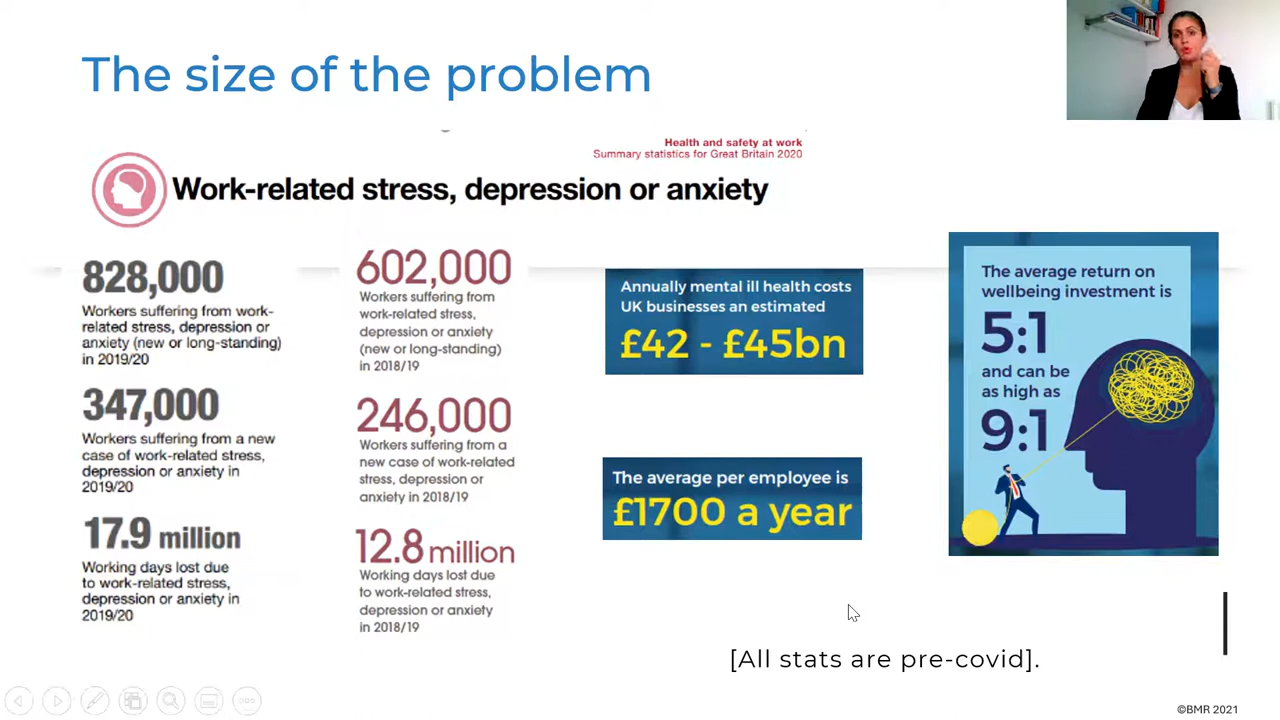 The size of the problem
Health and safety at work
Summary statistics for Great Britain 2020
Work-related stress, depression or anxiety
828,000
Workers suffering from work-
related stress, depression or
anxiety (new or long-standing)
in 2019/20
347,000
Workers suffering from a new
case of work-related stress,
depression or anxiety in
2019/20
17.9 million
Working days lost due
to work-related stress,
depression or anxiety in
2019/20
602,000
Workers suffering from
work-related stress,
depression or anxiety
(new or long-standing)
in 2018/19
246,000
Workers suffering from a
new case of work-related
stress, depression or
anxiety in 2018/19
12.8 million
Working days lost due
to work-related stress,
depression or anxiety
in 2018/19
Annually mental ill health costs
UK businesses an estimated
£42 - £45bn
The average per employee is
£1700 a year
The average return on
wellbeing investment is
5:1
and can be
as high as
9:1
[All stats are pre-covid].
©BMR 2021